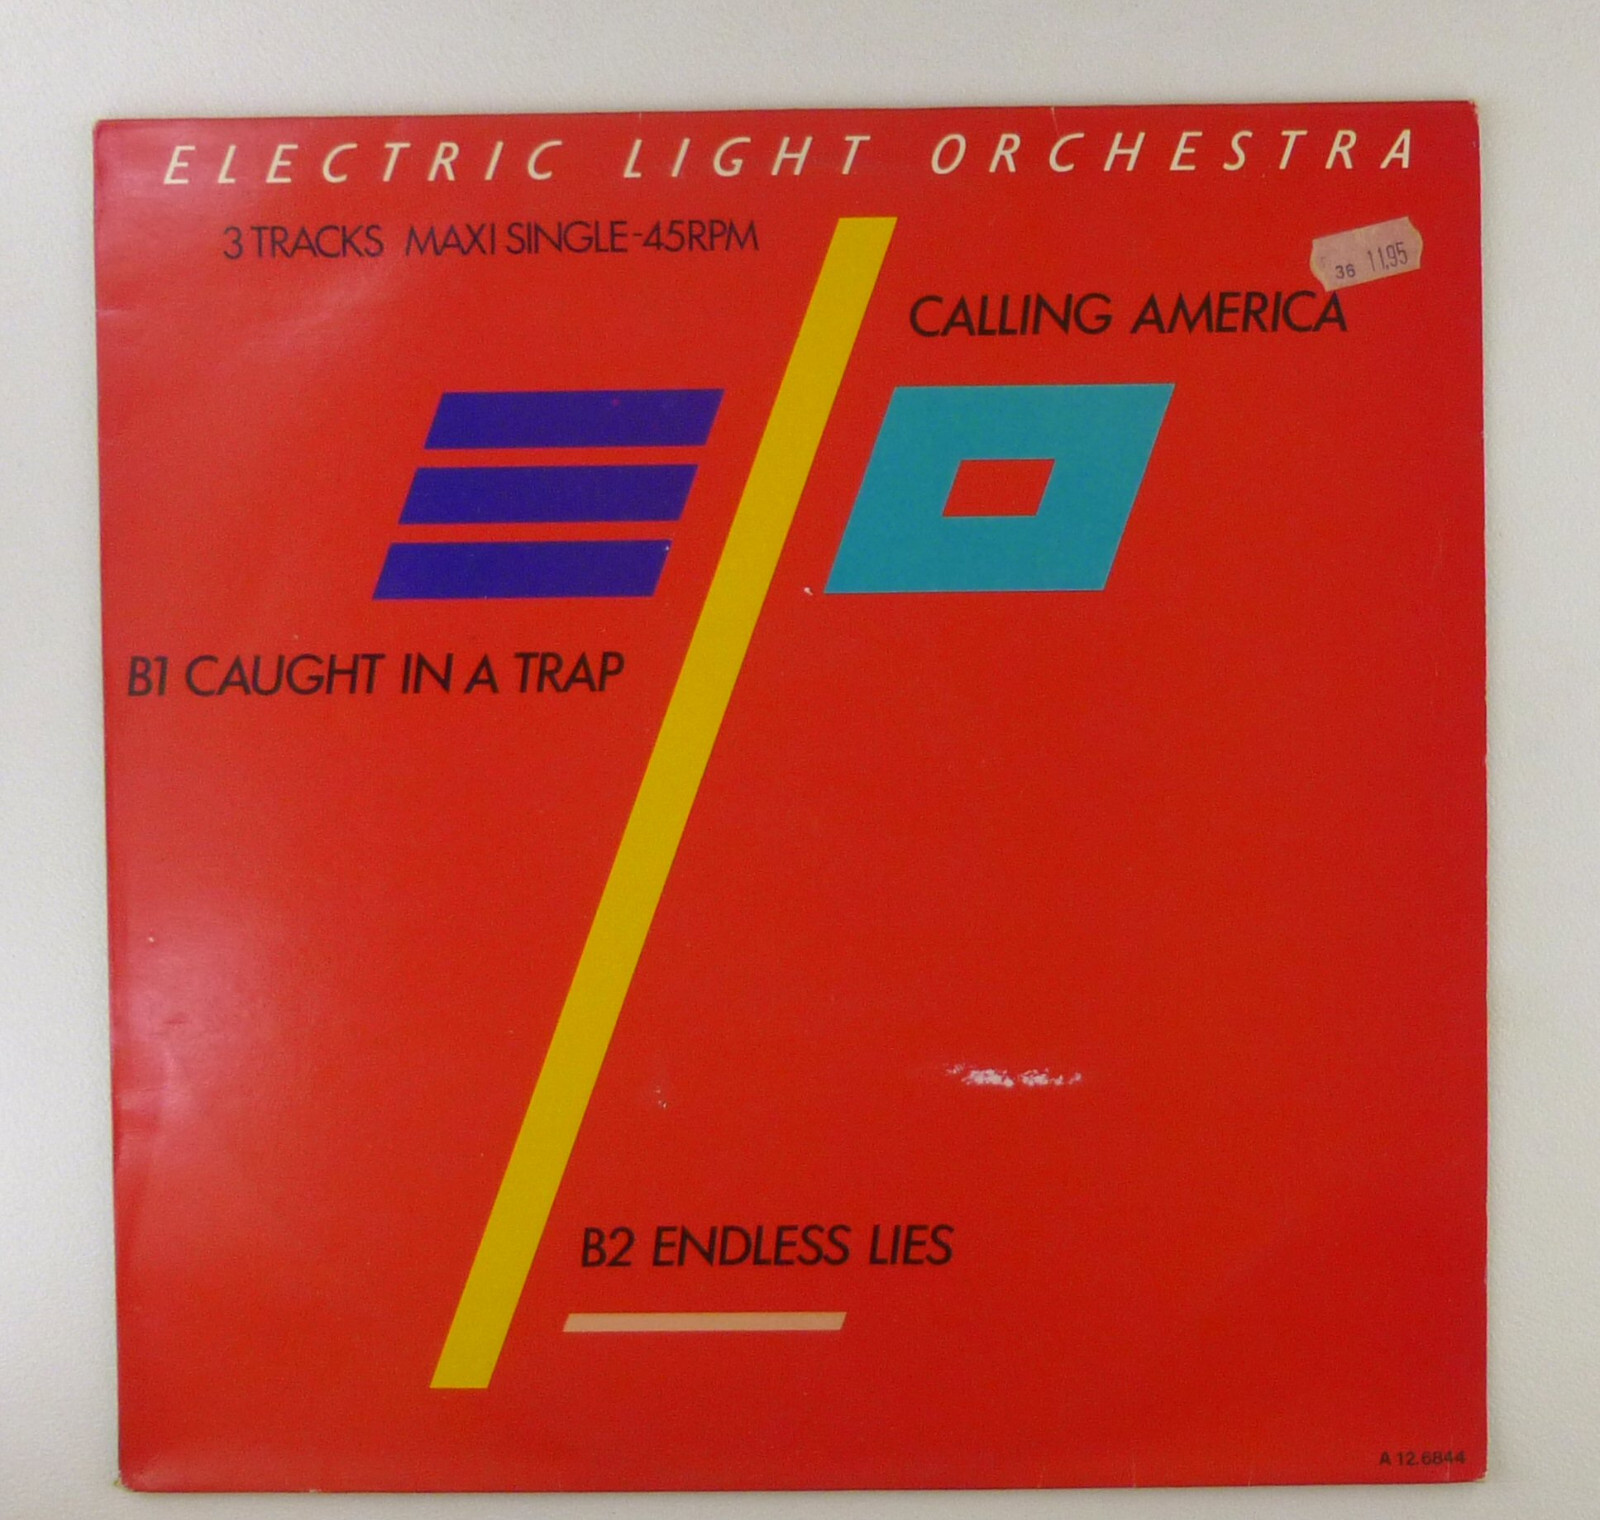 ELECTRIC LIGHT ORCHESTRA
3 TRACKS MAXI SINGLE-45RPM
36 11.95
CALLING AMERICA
B1 CAUGHT IN A TRAP
B2 ENDLESS LIES
A 12.6844